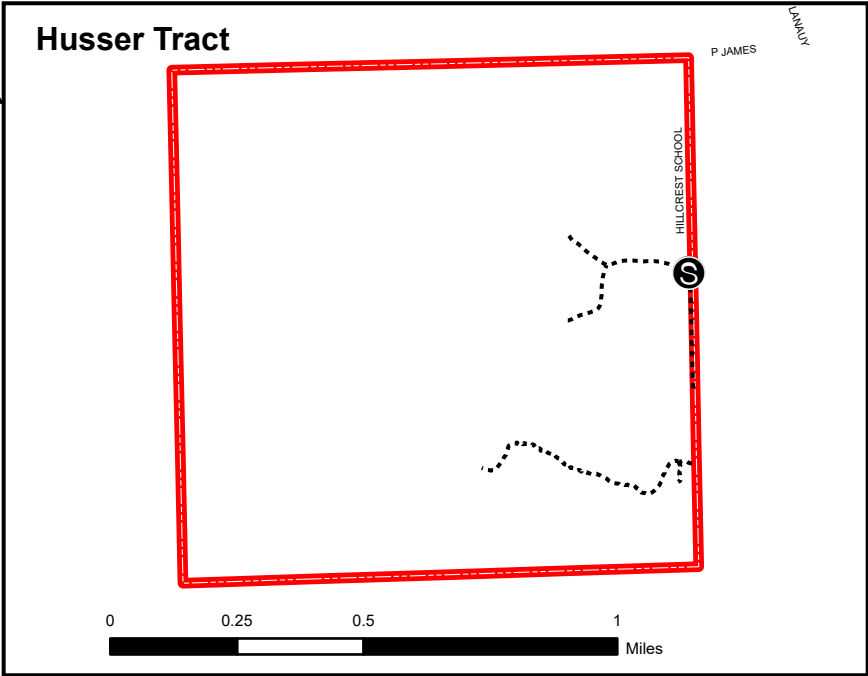 Husser Tract
LANAUY
P JAMES
HILLCREST SCHOOL
S
0 0.25 0.5 1
Miles